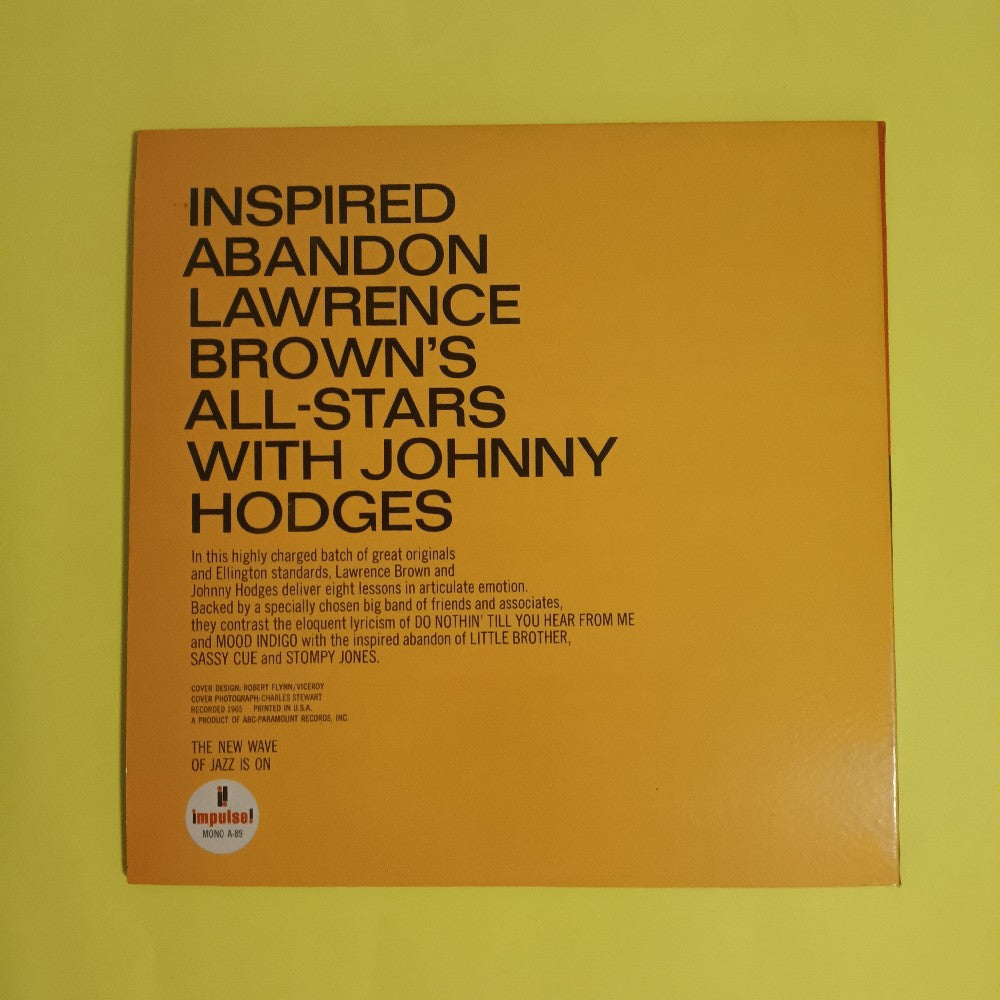 INSPIRED
ABANDON
LAWRENCE
BROWN'S
ALL-STARS
WITH JOHNNY
HODGES
In this highly charged batch of great originals
and Ellington standards, Lawrence Brown and
Johnny Hodges deliver eight lessons in articulate emotion.
Backed by a specially chosen big band of friends and associates,
they contrast the eloquent lyricism of DO NOTHIN' TILL YOU HEAR FROM ME
and MOOD INDIGO with the inspired abandon of LITTLE BROTHER,
SASSY CUE and STOMPY JONES.
COVER DESIGN: ROBERT FLYNN/VICEROY
COVER PHOTOGRAPH: CHARLES STEWART
RECORDED 1965 PRINTED IN U.S.A.
A PRODUCT OF ABC-PARAMOUNT RECORDS, INC.
THE NEW WAVE
OF JAZZ IS ON
impulse!
MONO A-89